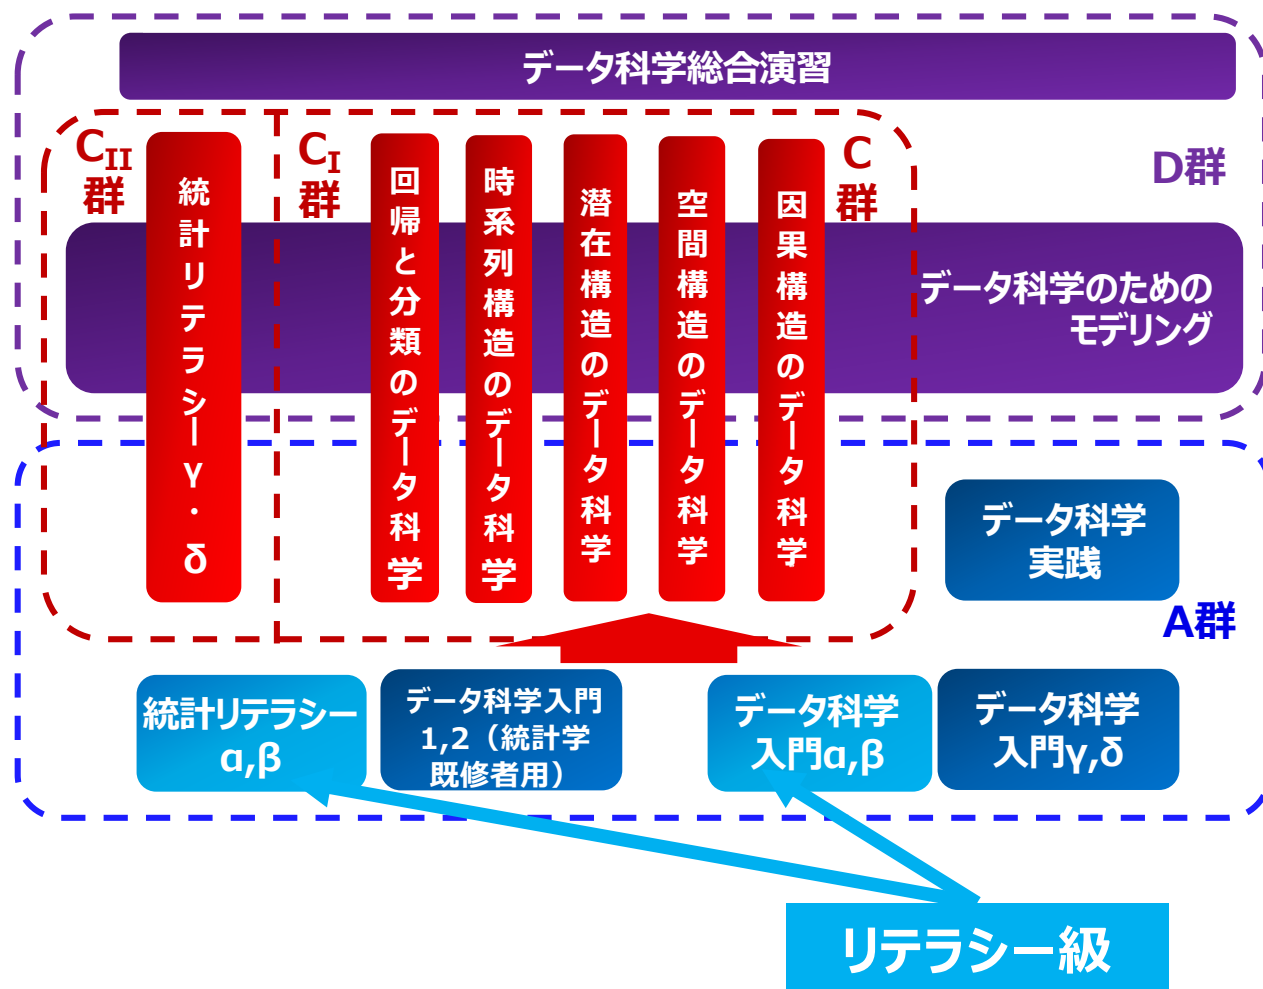 データ科学総合演習
C_II
群
統計リテラシーγ・δ
C_I
群
回帰と分類のデータ科学
時系列構造のデータ科学
潜在構造のデータ科学
空間構造のデータ科学
因果構造のデータ科学
C
群
D群
データ科学のための
モデリング
データ科学
実践
A群
統計リテラシー
α,β
データ科学入門
1,2（統計学
既修者用）
データ科学
入門α,β
データ科学
入門γ,δ
リテラシー級